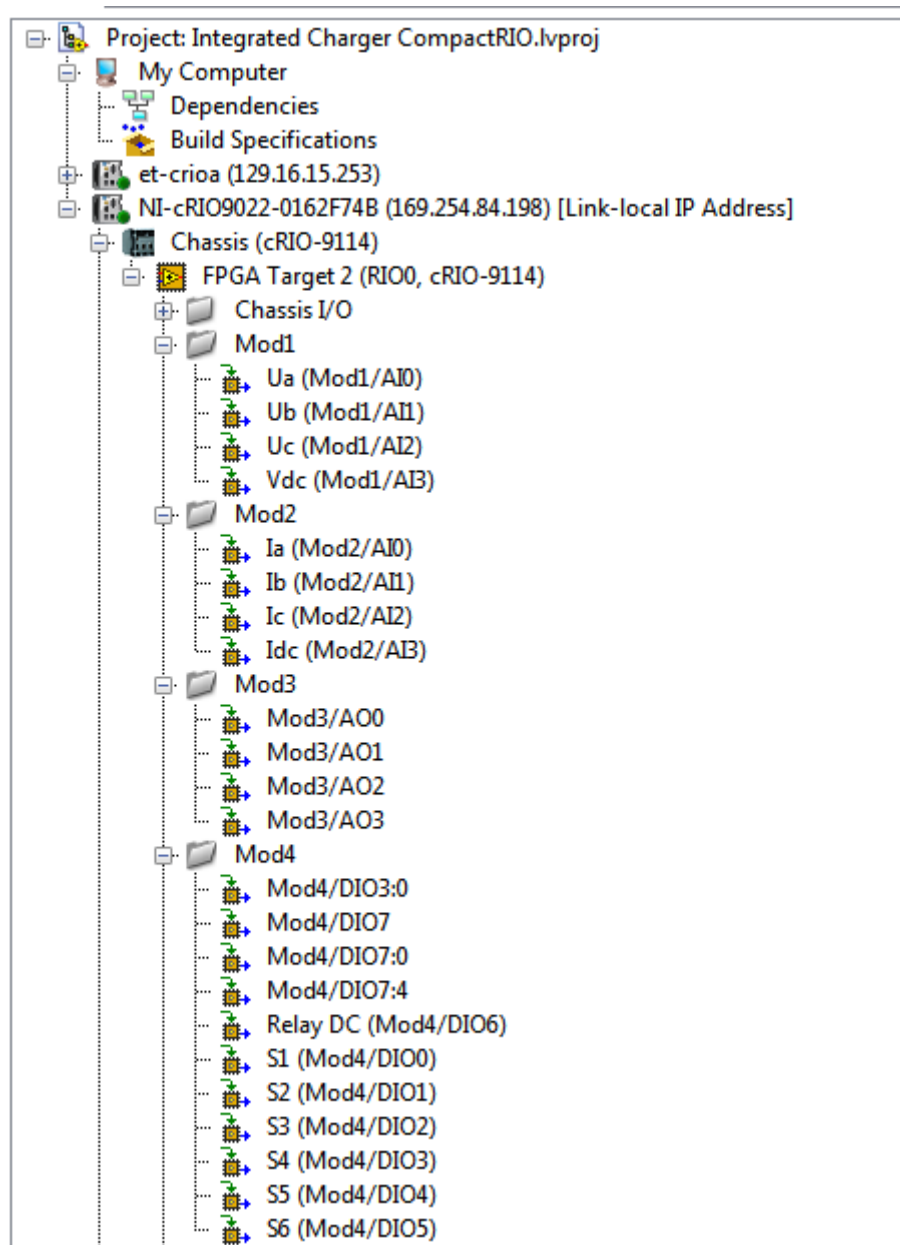 Project: Integrated Charger CompactRIO.lvproj
My Computer
Dependencies
Build Specifications
et-crioa (129.16.15.253)
NI-cRIO9022-0162F74B (169.254.84.198) [Link-local IP Address]
Chassis (cRIO-9114)
FPGA Target 2 (RIO0, cRIO-9114)
Chassis I/O
Mod1
Ua (Mod1/AI0)
Ub (Mod1/AI1)
Uc (Mod1/AI2)
Vdc (Mod1/AI3)
Mod2
Ia (Mod2/AI0)
Ib (Mod2/AI1)
Ic (Mod2/AI2)
Idc (Mod2/AI3)
Mod3
Mod3/AO0
Mod3/AO1
Mod3/AO2
Mod3/AO3
Mod4
Mod4/DIO3:0
Mod4/DIO7
Mod4/DIO7:0
Mod4/DIO7:4
Relay DC (Mod4/DIO6)
S1 (Mod4/DIO0)
S2 (Mod4/DIO1)
S3 (Mod4/DIO2)
S4 (Mod4/DIO3)
S5 (Mod4/DIO4)
S6 (Mod4/DIO5)